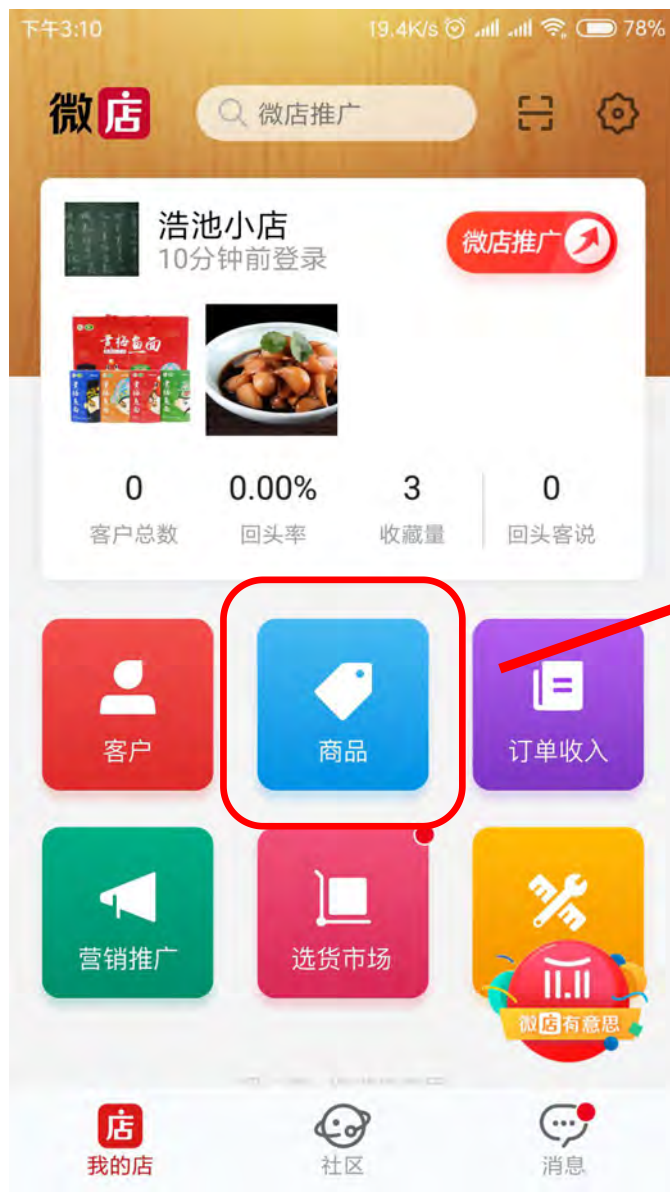 下午3:10 19.4K/s 78%
微店 微店推广
浩池小店
10分钟前登录
微店推广
0 0.00% 3 0
客户总数 回头率 收藏量 回头客说
客户 商品 订单收入
营销推广 选货市场
11.11
微店有意思
店
我的店 社区 消息